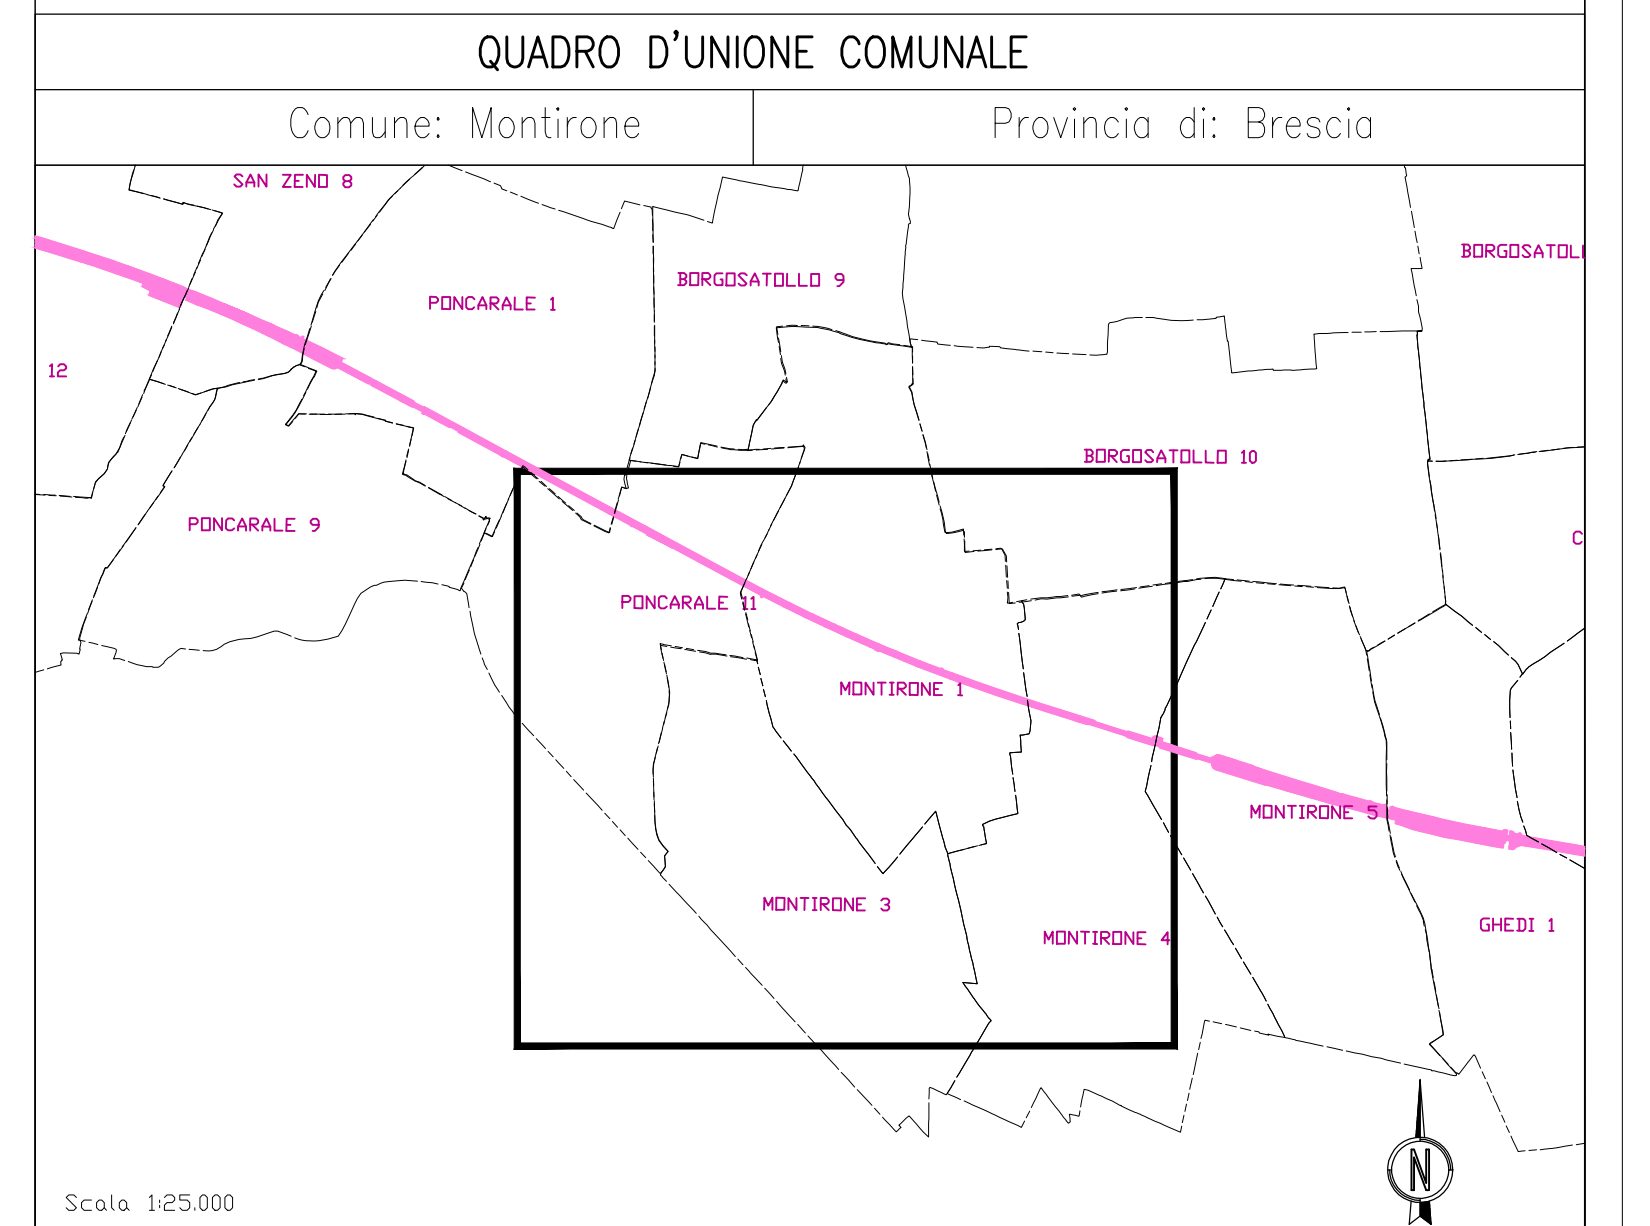 QUADRO D'UNIONE COMUNALE
Comune: Montirone
Provincia di: Brescia
SAN ZENO 8
BORGOSATOLL
BORGOSATOLLO 9
PONCARALE 1
12
BORGOSATOLLO 10
PONCARALE 9
C
PONCARALE 11
MONTIRONE 1
MONTIRONE 5
MONTIRONE 3
GHEDI 1
MONTIRONE 4
N
Scala 1:25.000